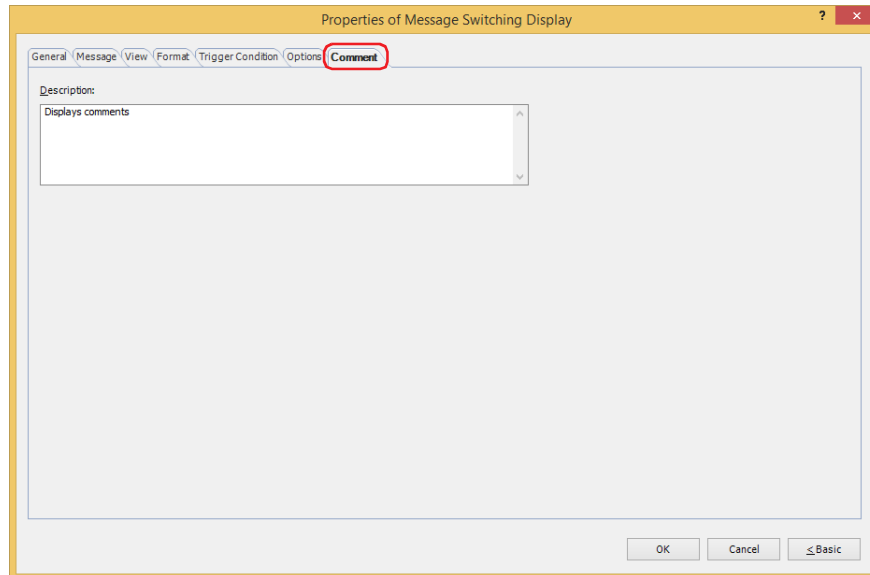 Properties of Message Switching Display
?
General Message View Format Trigger Condition Options Comment
Description:
Displays comments
OK Cancel < Basic